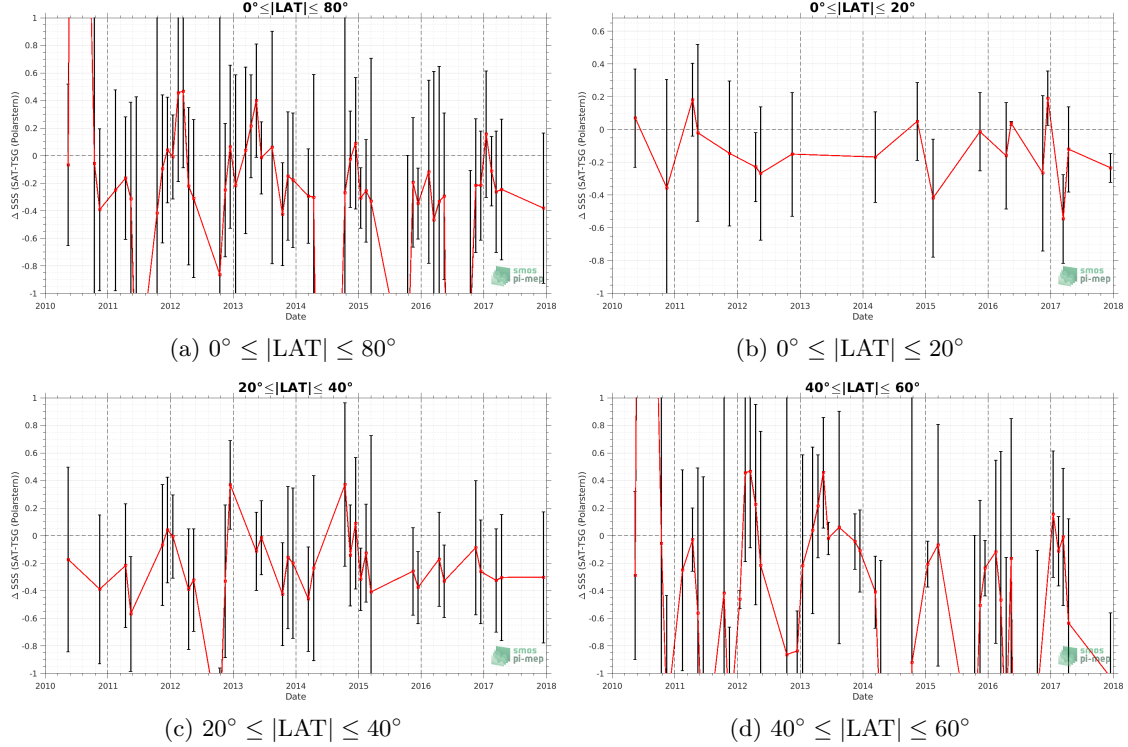 0°≤|LAT|≤ 80°
Δ SSS (SAT-TSG (Polarstern))
1
0.8
0.6
0.4
0.2
0
-0.2
-0.4
-0.6
-0.8
-1
2010 2011 2012 2013 2014 2015 2016 2017 2018
Date
smos
pi-mep
(a) 0° ≤ |LAT| ≤ 80°
0°≤|LAT|≤ 20°
Δ SSS (SAT-TSG (Polarstern))
0.6
0.4
0.2
0
-0.2
-0.4
-0.6
-0.8
-1
2010 2011 2012 2013 2014 2015 2016 2017 2018
Date
smos
pi-mep
(b) 0° ≤ |LAT| ≤ 20°
20°≤|LAT|≤ 40°
Δ SSS (SAT-TSG (Polarstern))
1
0.8
0.6
0.4
0.2
0
-0.2
-0.4
-0.6
-0.8
-1
2010 2011 2012 2013 2014 2015 2016 2017 2018
Date
smos
pi-mep
(c) 20° ≤ |LAT| ≤ 40°
40°≤|LAT|≤ 60°
Δ SSS (SAT-TSG (Polarstern))
1
0.8
0.6
0.4
0.2
0
-0.2
-0.4
-0.6
-0.8
-1
2010 2011 2012 2013 2014 2015 2016 2017 2018
Date
smos
pi-mep
(d) 40° ≤ |LAT| ≤ 60°